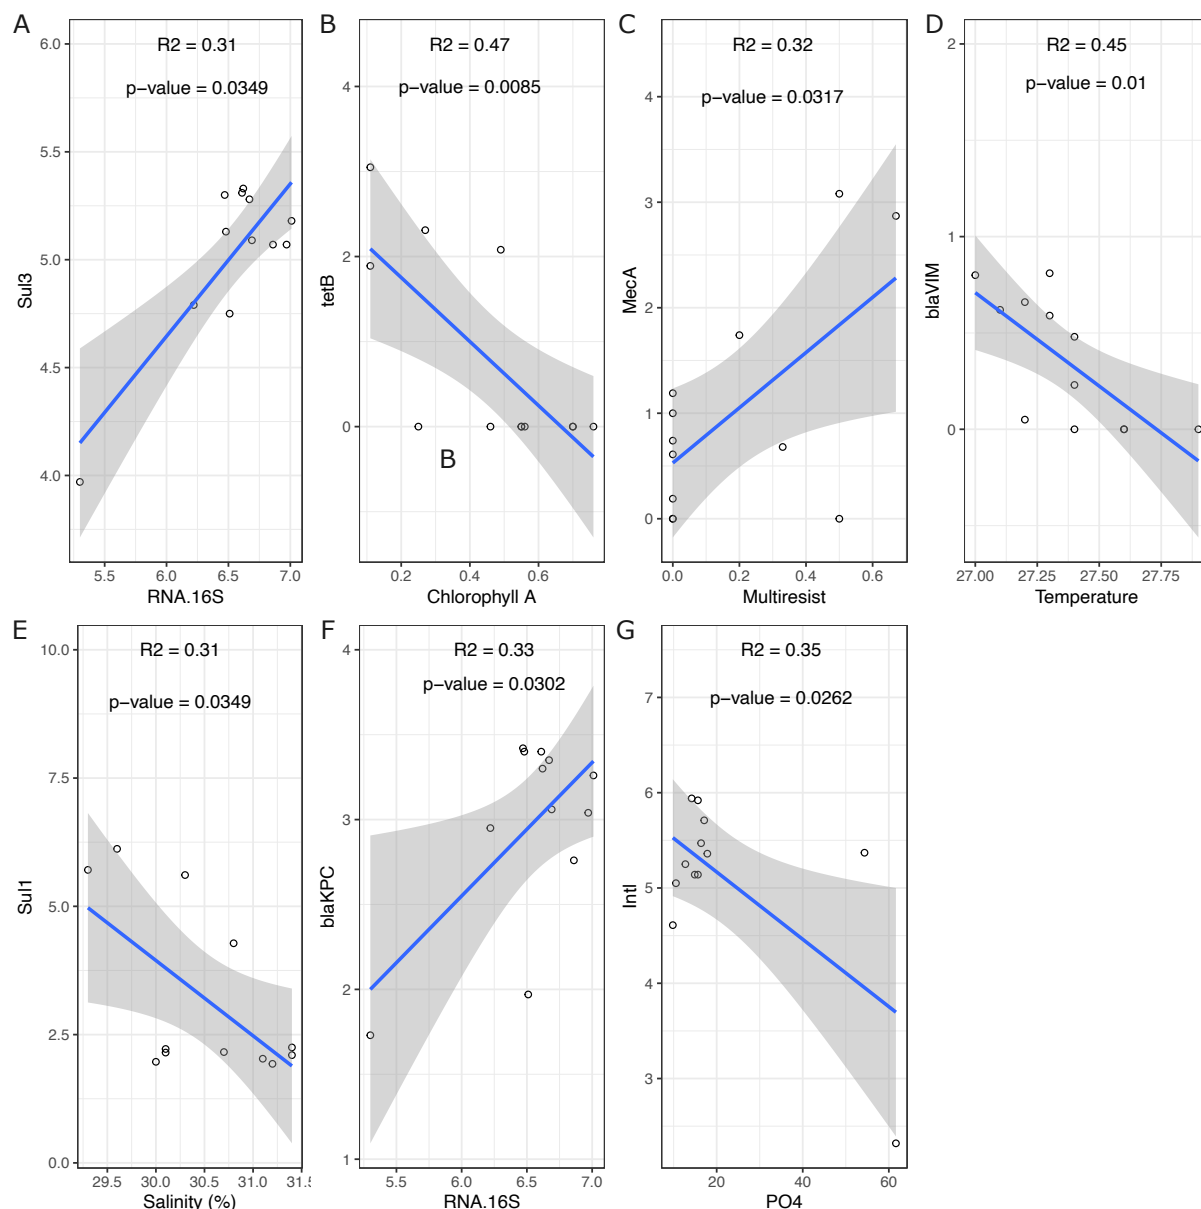 A
R2 = 0.31
p-value = 0.0349
6.0
5.5
5.0
4.5
4.0
Sul3
5.5 6.0 6.5 7.0
RNA.16S
B
R2 = 0.47
p-value = 0.0085
4
2
0
tetB
B
0.2 0.4 0.6
Chlorophyll A
C
R2 = 0.32
p-value = 0.0317
4
3
2
1
0
MecA
0.0 0.2 0.4 0.6
Multiresist
D
R2 = 0.45
p-value = 0.01
2
1
0
blaVIM
27.00 27.25 27.50 27.75
Temperature
E
R2 = 0.31
p-value = 0.0349
10.0
7.5
5.0
2.5
0.0
Sul1
29.5 30.0 30.5 31.0 31.5
Salinity (%)
F
R2 = 0.33
p-value = 0.0302
4
3
2
1
blaKPC
5.5 6.0 6.5 7.0
RNA.16S
G
R2 = 0.35
p-value = 0.0262
7
6
5
4
3
IntI
20 40 60
PO4